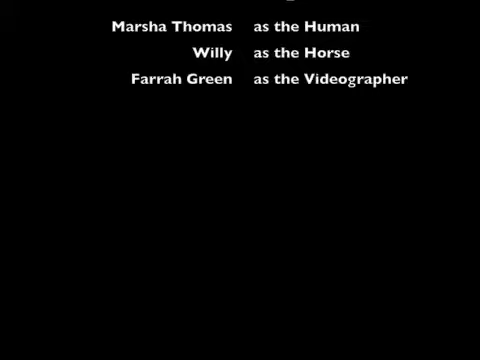 Marsha Thomas as the Human
Willy as the Horse
Farrah Green as the Videographer